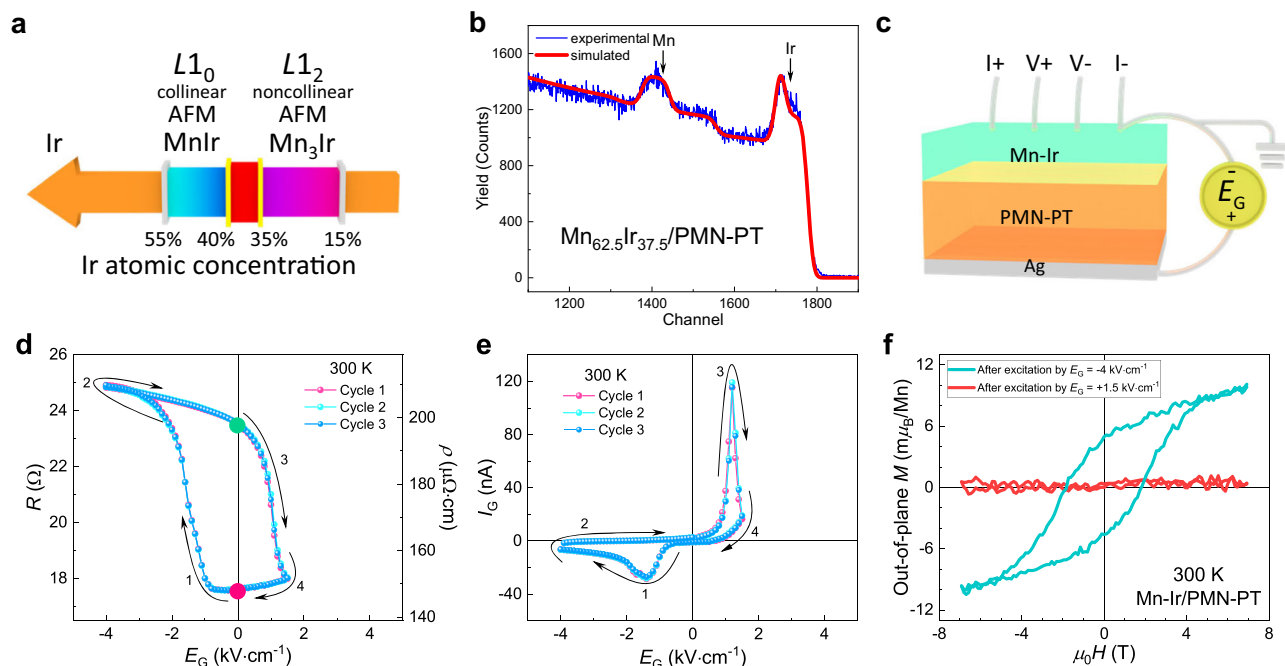 a
L1₀
collinear
AFM
MnIr
L1₂
noncollinear
AFM
Mn₃Ir
Ir
55%
40%
35%
15%
Ir atomic concentration
b
experimental
simulated
Mn
Ir
Yield (Counts)
1600
1400
1200
900
600
300
0
Mn₆₂.₅Ir₃₇.₅/PMN-PT
1200
1400
1600
1800
Channel
c
I+
V+
V-
I-
Mn-Ir
PMN-PT
Ag
-
E_G
+
d
300 K
Cycle 1
Cycle 2
Cycle 3
R (Ω)
26
24
22
20
18
2
3
1
4
200
180
160
140
ρ (μΩ·cm)
-4
-2
0
2
4
E_G (kV·cm⁻¹)
e
300 K
Cycle 1
Cycle 2
Cycle 3
I_G (nA)
120
80
40
0
-40
3
2
4
1
-4
-2
0
2
4
E_G (kV·cm⁻¹)
f
After excitation by E_G = -4 kV·cm⁻¹
After excitation by E_G = +1.5 kV·cm⁻¹
Out-of-plane M (mμ_B/Mn)
12
6
0
-6
-12
300 K
Mn-Ir/PMN-PT
-8
-4
0
4
8
μ₀H (T)